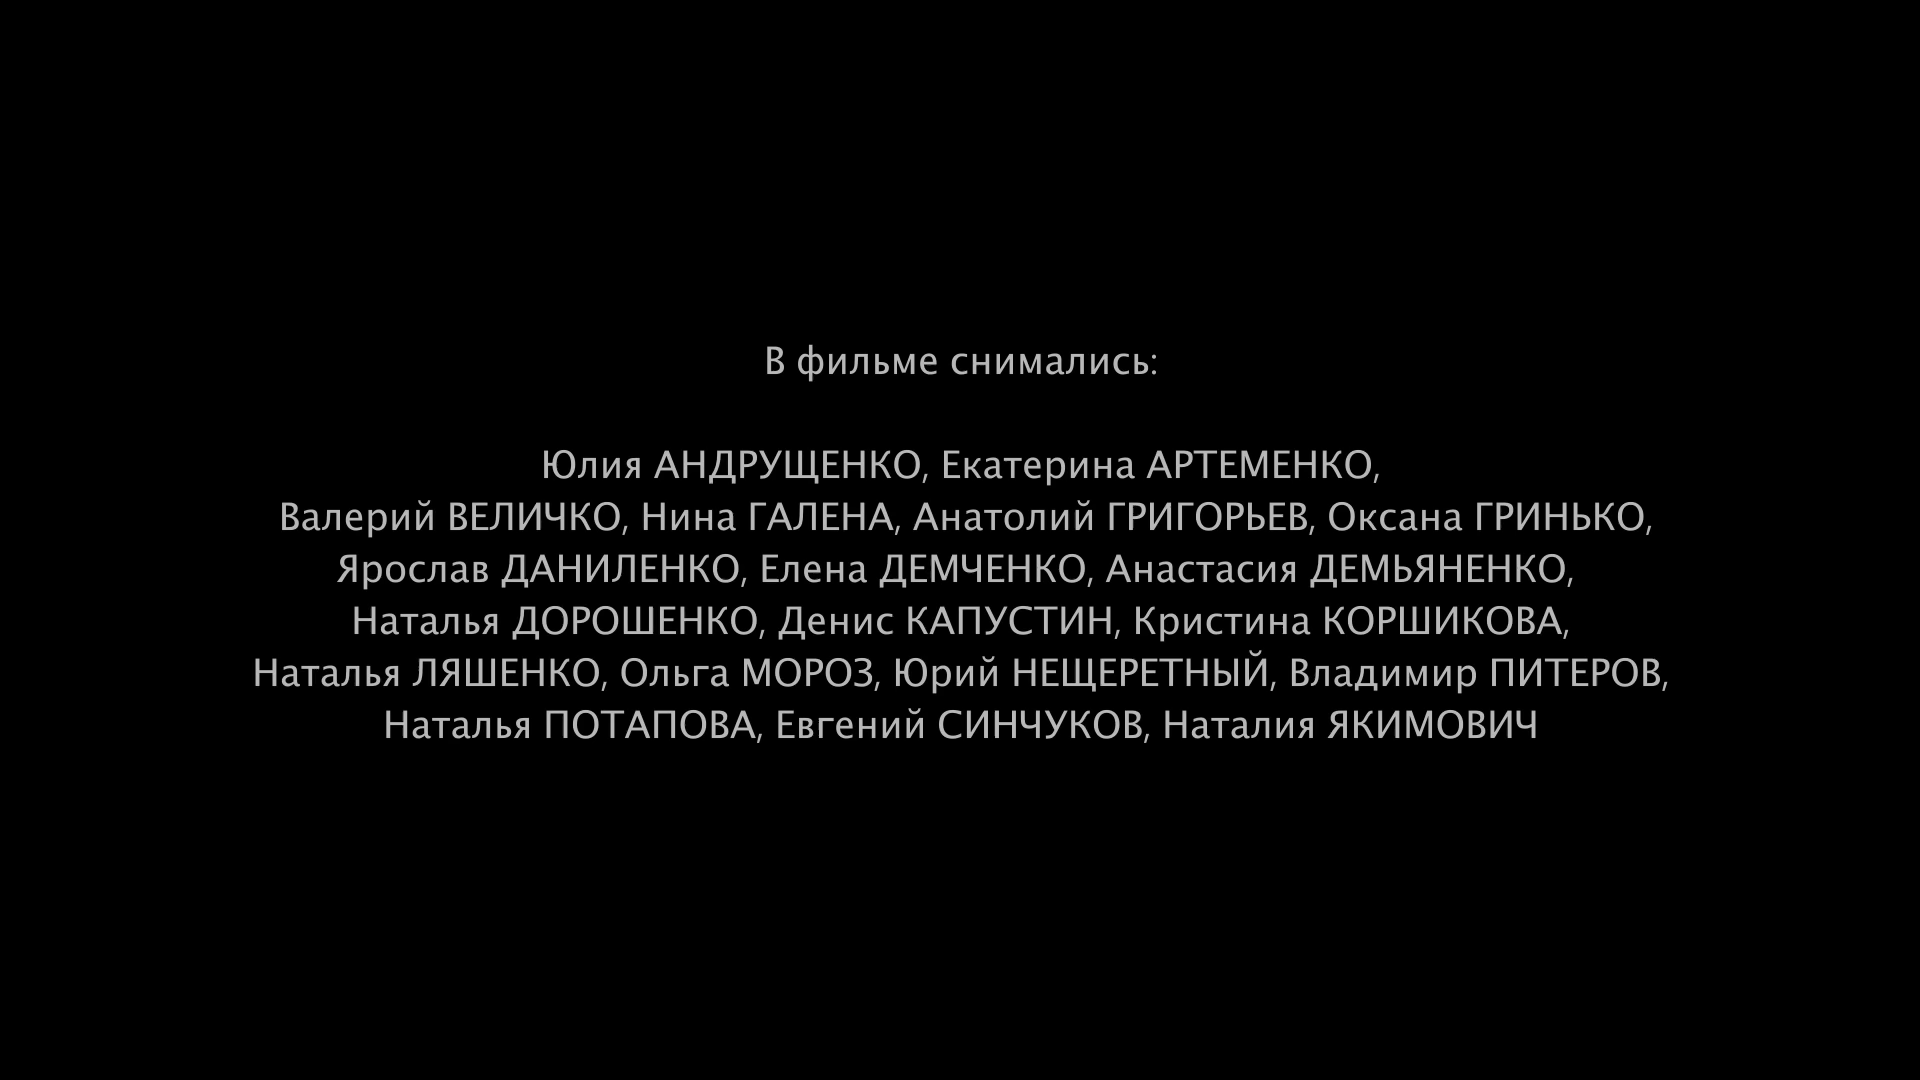 В фильме снимались:
Юлия АНДРУЩЕНКО, Екатерина АРТЕМЕНКО,
Валерий ВЕЛИЧКО, Нина ГАЛЕНА, Анатолий ГРИГОРЬЕВ, Оксана ГРИНЬКО,
Ярослав ДАНИЛЕНКО, Елена ДЕМЧЕНКО, Анастасия ДЕМЬЯНЕНКО,
Наталья ДОРОШЕНКО, Денис КАПУСТИН, Кристина КОРШИКОВА,
Наталья ЛЯШЕНКО, Ольга МОРОЗ, Юрий НЕЩЕРЕТНЫЙ, Владимир ПИТЕРОВ,
Наталья ПОТАПОВА, Евгений СИНЧУКОВ, Наталия ЯКИМОВИЧ